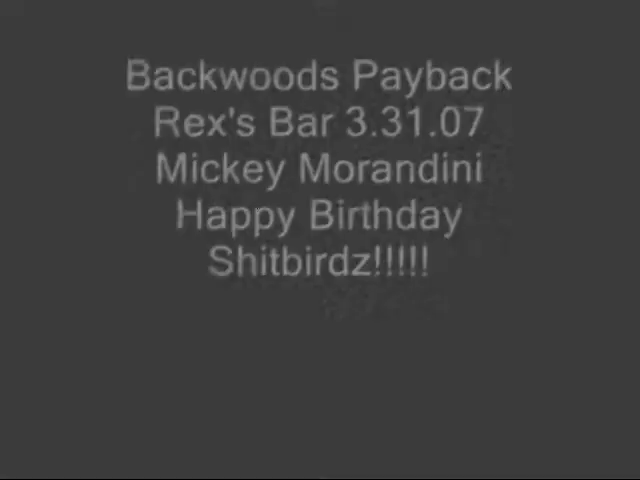 Backwoods Payback
Rex's Bar 3.31.07
Mickey Morandini
Happy Birthday
Shitbirdz!!!!!